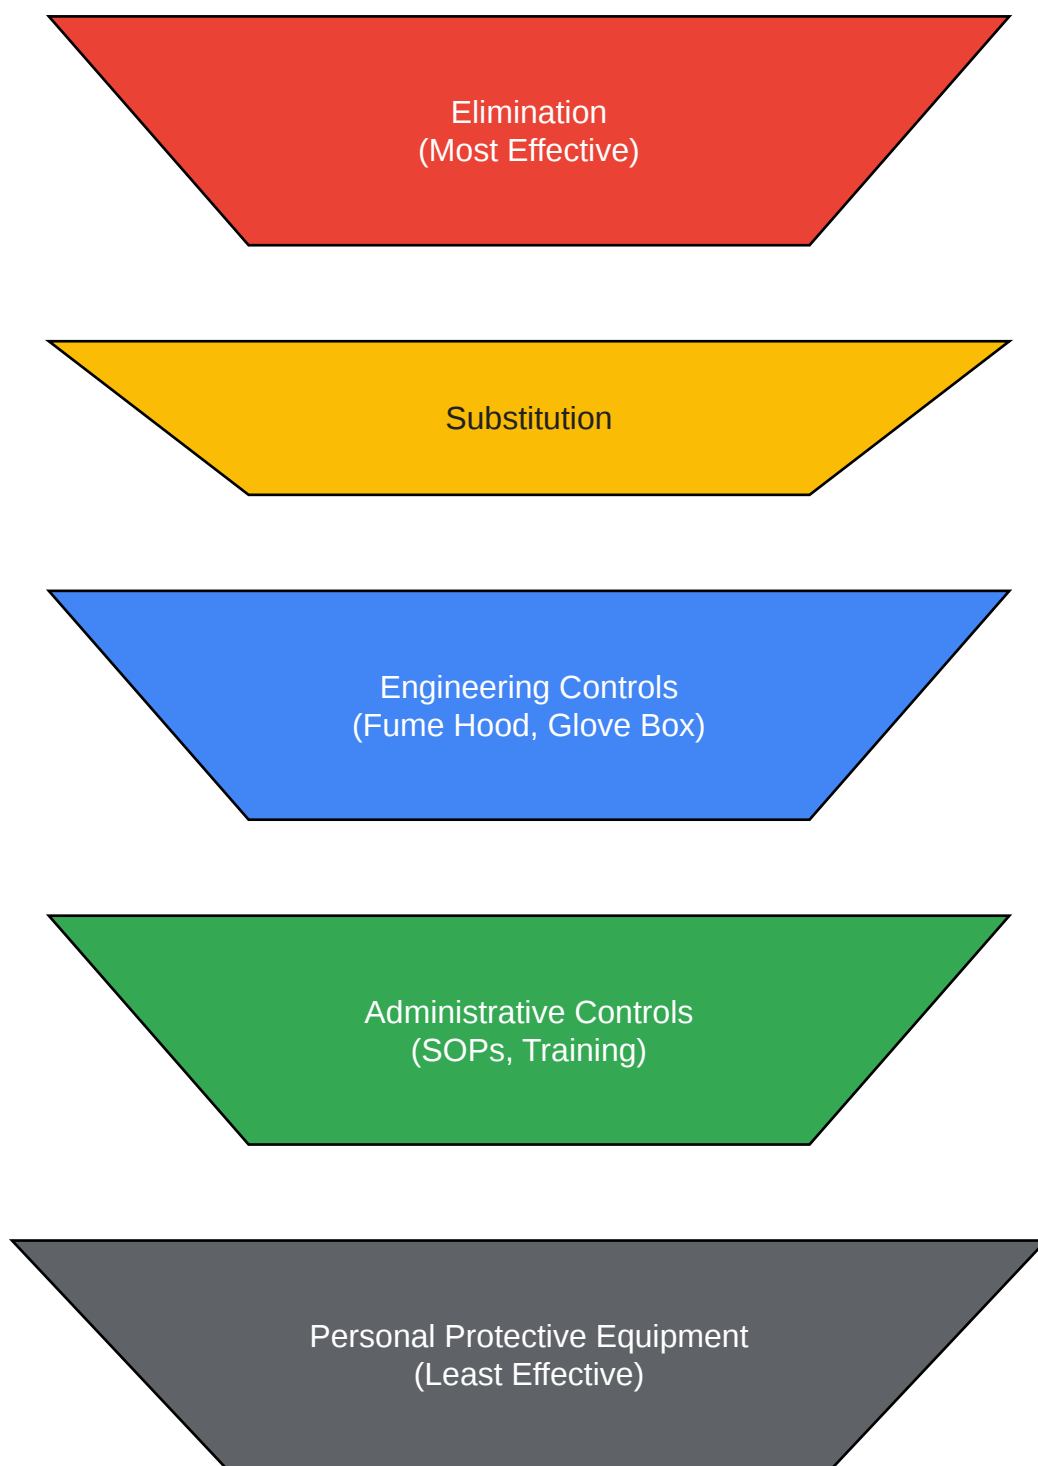 Elimination
(Most Effective)
Substitution
Engineering Controls
(Fume Hood, Glove Box)
Administrative Controls
(SOPs, Training)
Personal Protective Equipment
(Least Effective)